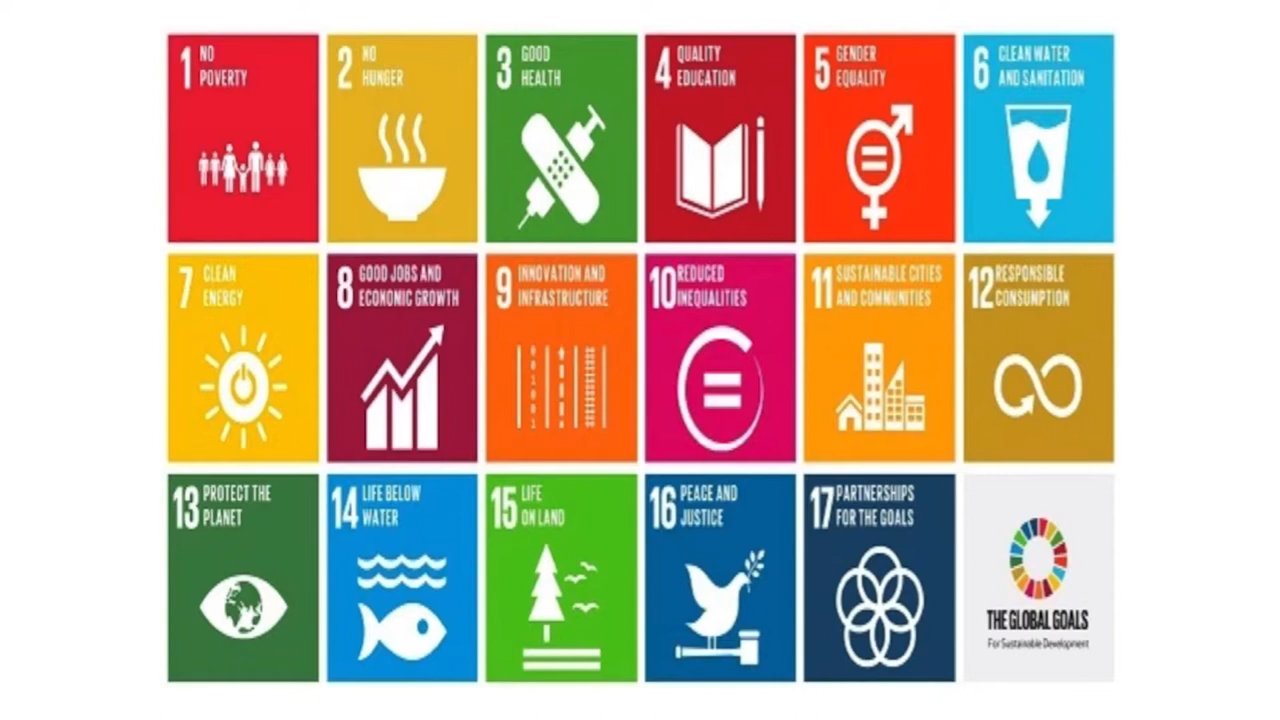 1 NO
POVERTY
2 NO
HUNGER
3 GOOD
HEALTH
4 QUALITY
EDUCATION
5 GENDER
EQUALITY
6 CLEAN WATER
AND SANITATION
7 CLEAN
ENERGY
8 GOOD JOBS AND
ECONOMIC GROWTH
9 INNOVATION AND
INFRASTRUCTURE
10 REDUCED
INEQUALITIES
11 SUSTAINABLE CITIES
AND COMMUNITIES
12 RESPONSIBLE
CONSUMPTION
13 PROTECT THE
PLANET
14 LIFE BELOW
WATER
15 LIFE
ON LAND
16 PEACE AND
JUSTICE
17 PARTNERSHIPS
FOR THE GOALS
THE GLOBAL GOALS
For Sustainable Development